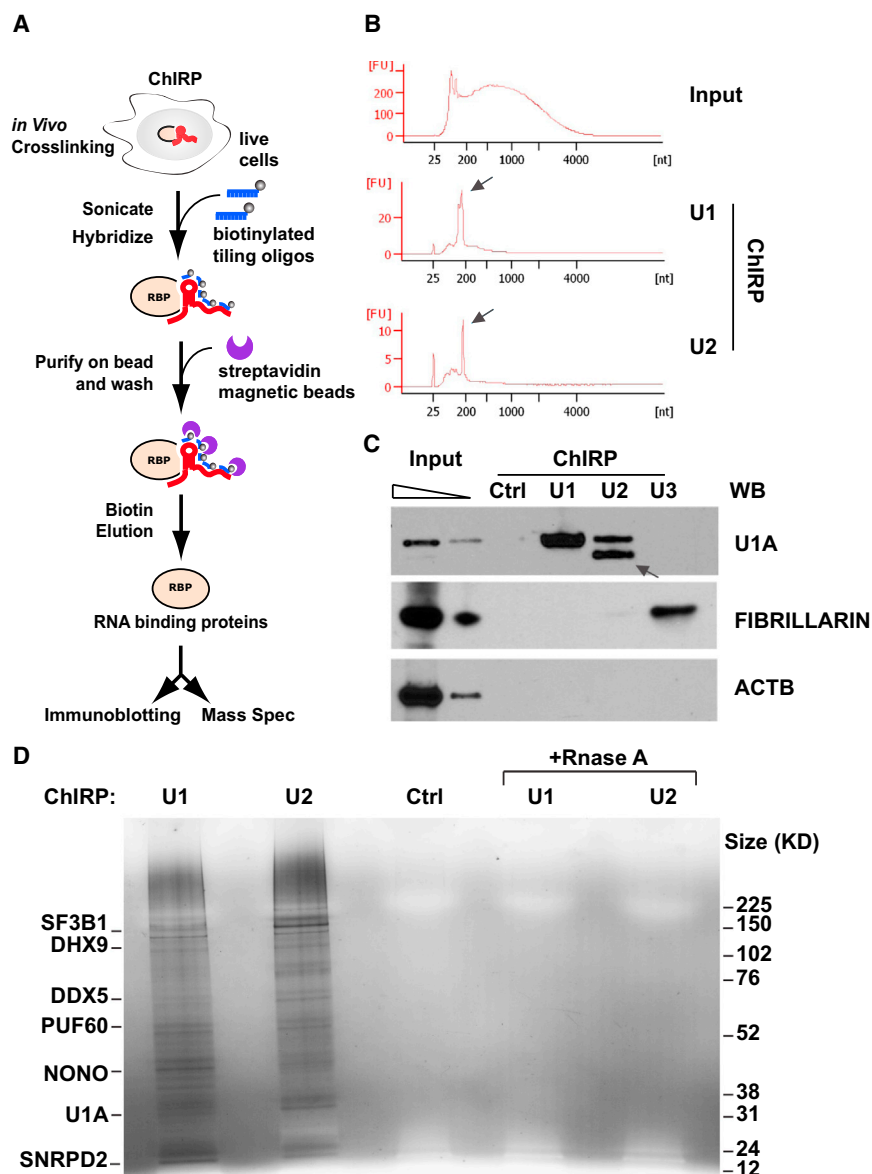 A
ChIRP
in Vivo
Crosslinking
live
cells
Sonicate
Hybridize
biotinylated
tiling oligos
RBP
Purify on bead
and wash
streptavidin
magnetic beads
RBP
Biotin
Elution
RBP
RNA binding proteins
Immunoblotting Mass Spec
B
[FU]
300
200
100
0
25 200 1000 4000 [nt]
Input
[FU]
20
0
25 200 1000 4000 [nt]
U1
[FU]
10
5
0
25 200 1000 4000 [nt]
U2
ChIRP
C
Input ChIRP
Ctrl U1 U2 U3 WB
U1A
FIBRILLARIN
ACTB
D
+Rnase A
ChIRP: U1 U2 Ctrl U1 U2
Size (KD)
SF3B1
DHX9
DDX5
PUF60
NONO
U1A
SNRPD2
225
150
102
76
52
38
31
24
12